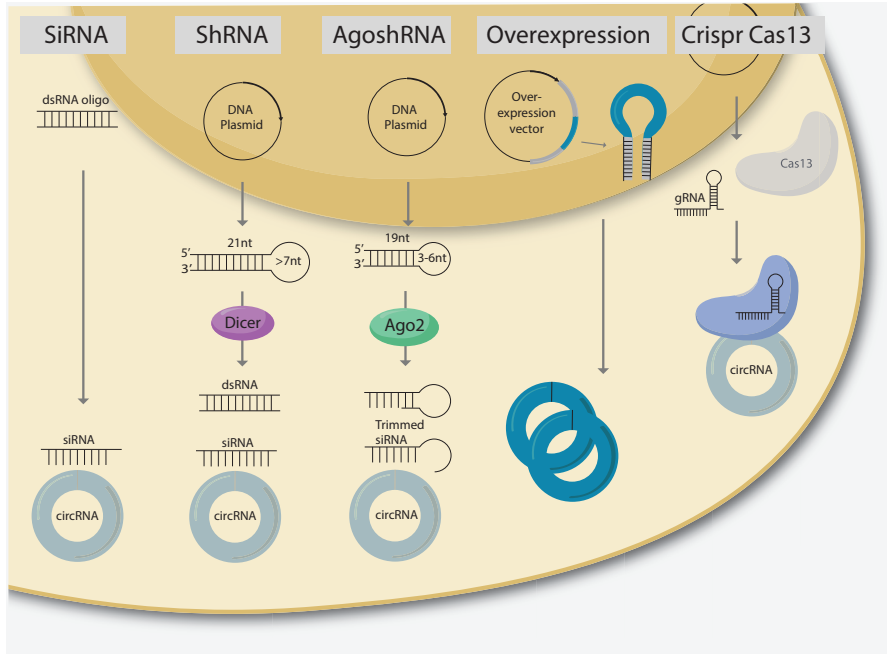 SiRNA
ShRNA
AgoshRNA
Overexpression
Crispr Cas13
dsRNA oligo
DNA
Plasmid
DNA
Plasmid
Over-
expression
vector
Cas13
gRNA
21nt
5’
3’
>7nt
19nt
5’
3’
3-6nt
Dicer
Ago2
circRNA
dsRNA
Trimmed
siRNA
siRNA
siRNA
circRNA
circRNA
circRNA